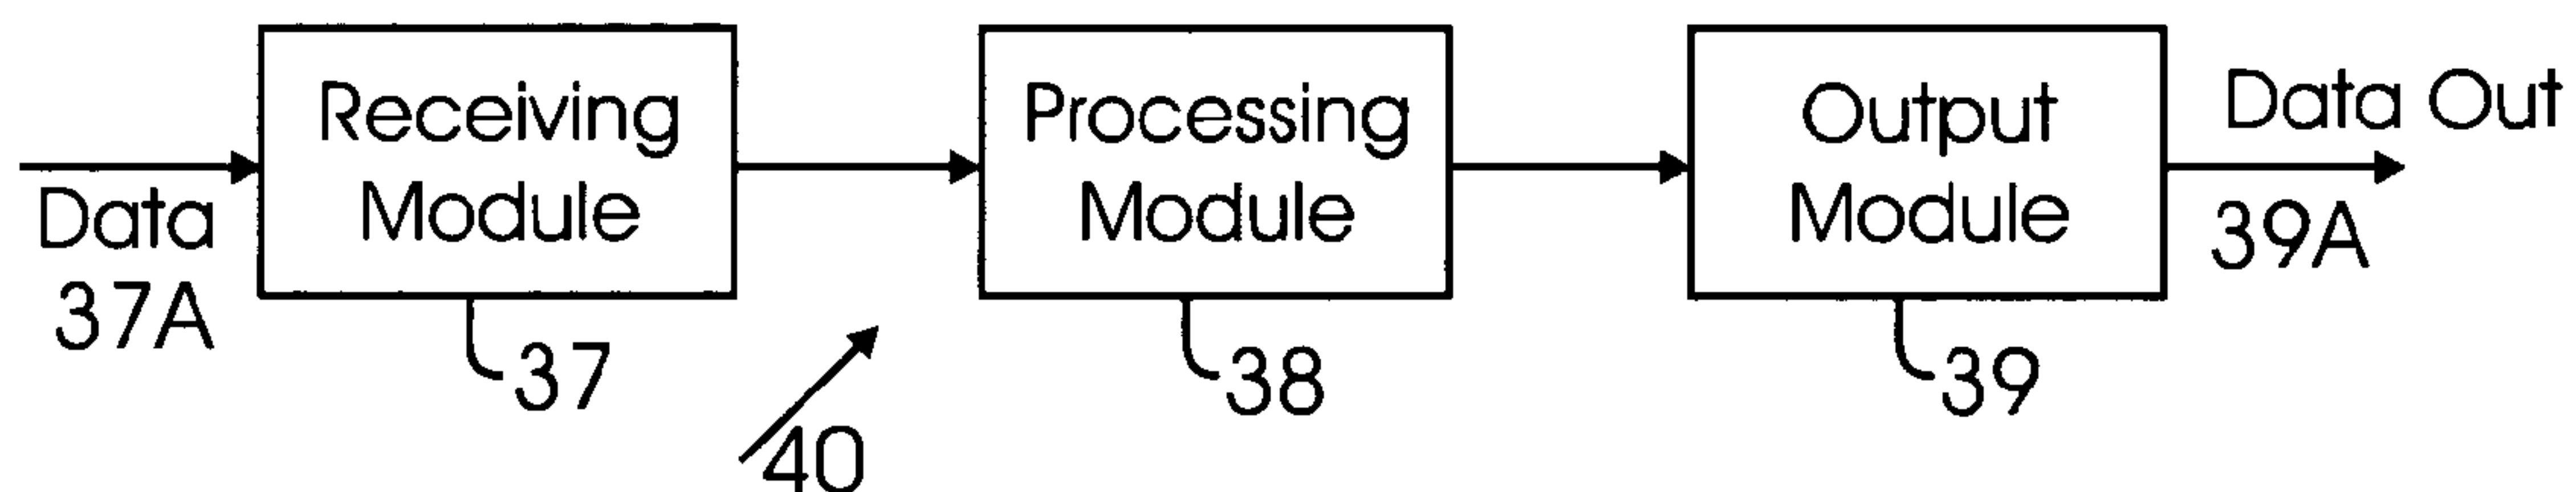 Data
37A
Receiving
Module
37
40
Processing
Module
38
Output
Module
39
Data Out
39A